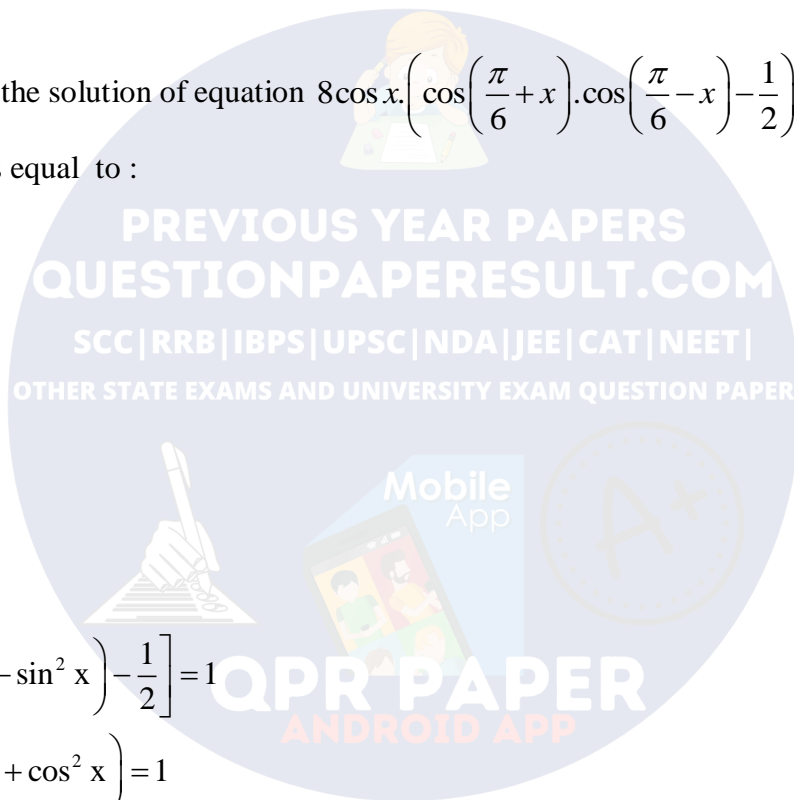 the solution of equation 8cos x.(cos(π/6 + x).cos(π/6 − x) − 1/2)
equal to :
PREVIOUS YEAR PAPERS
QUESTIONPAPERESULT.COM
SCC|RRB|IBPS|UPSC|NDA|JEE|CAT|NEET|
OTHER STATE EXAMS AND UNIVERSITY EXAM QUESTION PAPER
Mobile
App
A+
− sin² x) − 1/2] = 1
+ cos² x) = 1
QPR PAPER
ANDROID APP